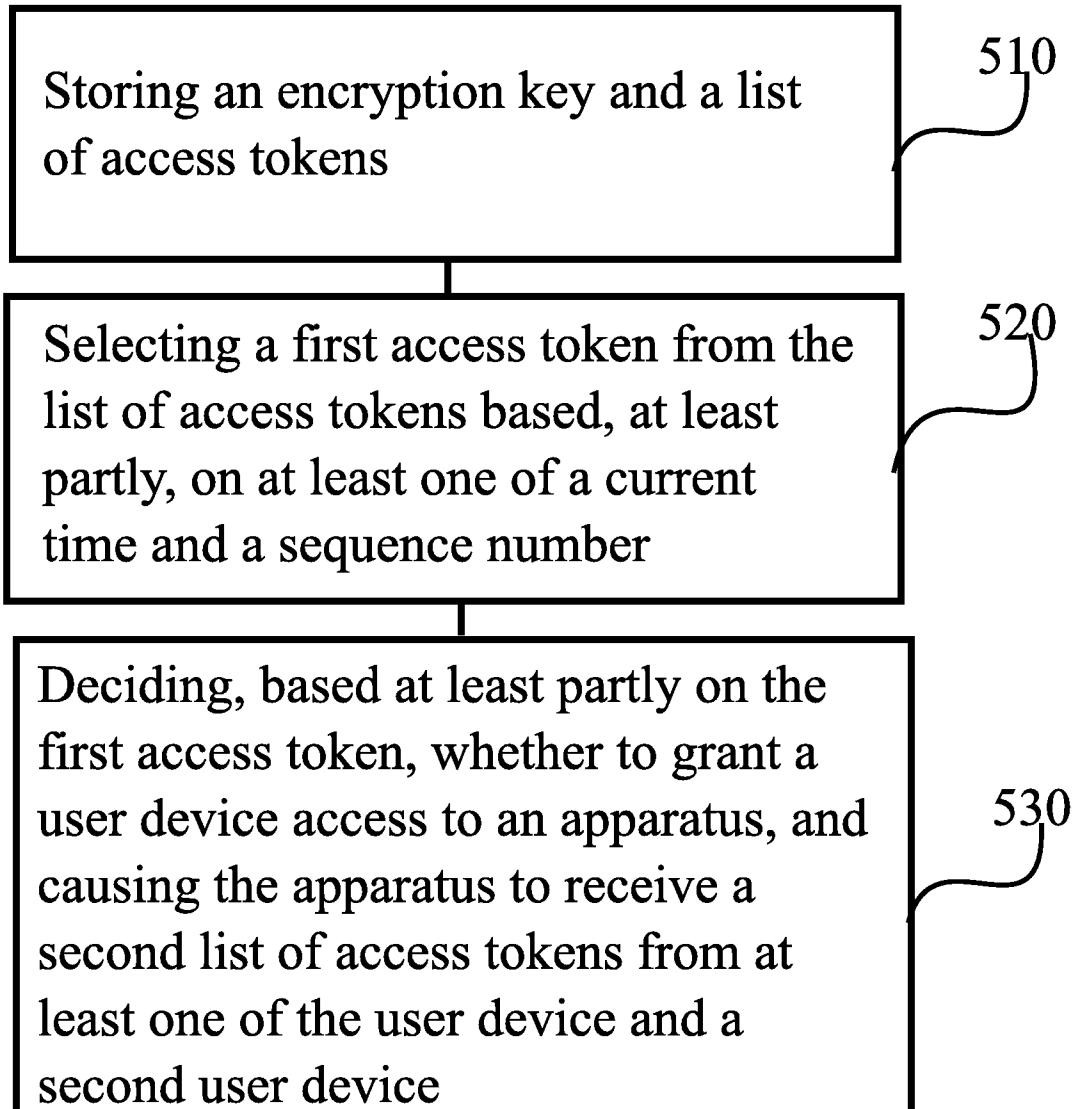 Storing an encryption key and a list
of access tokens
510
Selecting a first access token from the
list of access tokens based, at least
partly, on at least one of a current
time and a sequence number
520
Deciding, based at least partly on the
first access token, whether to grant a
user device access to an apparatus, and
causing the apparatus to receive a
second list of access tokens from at
least one of the user device and a
second user device
530